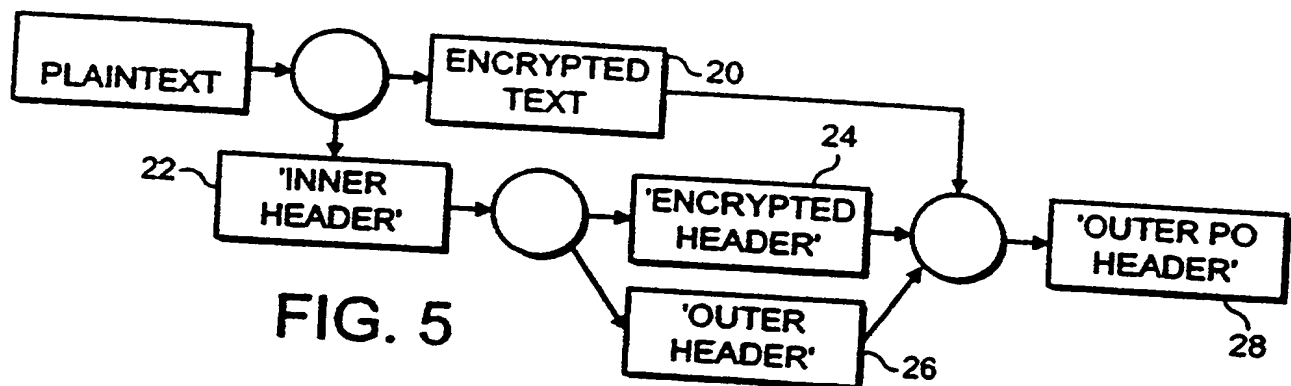 PLAINTEXT
ENCRYPTED
TEXT
20
22
'INNER
HEADER'
24
'ENCRYPTED
HEADER'
'OUTER PO
HEADER'
28
'OUTER
HEADER'
26
FIG. 5